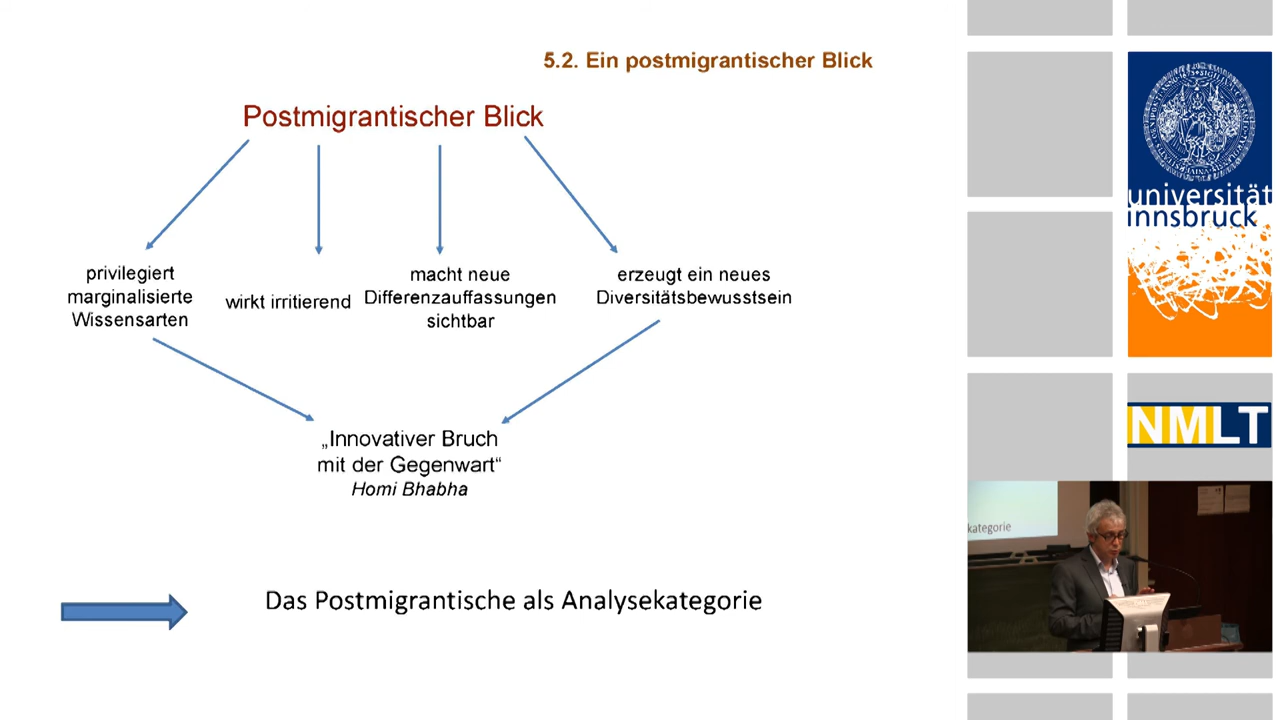 5.2. Ein postmigrantischer Blick
Postmigrantischer Blick
privilegiert
marginalisierte
Wissensarten
wirkt irritierend
macht neue
Differenzauffassungen
sichtbar
erzeugt ein neues
Diversitätsbewusstsein
„Innovativer Bruch
mit der Gegenwart“
Homi Bhabha
Das Postmigrantische als Analysekategorie
universität
innsbruck
NMLT
kategorie